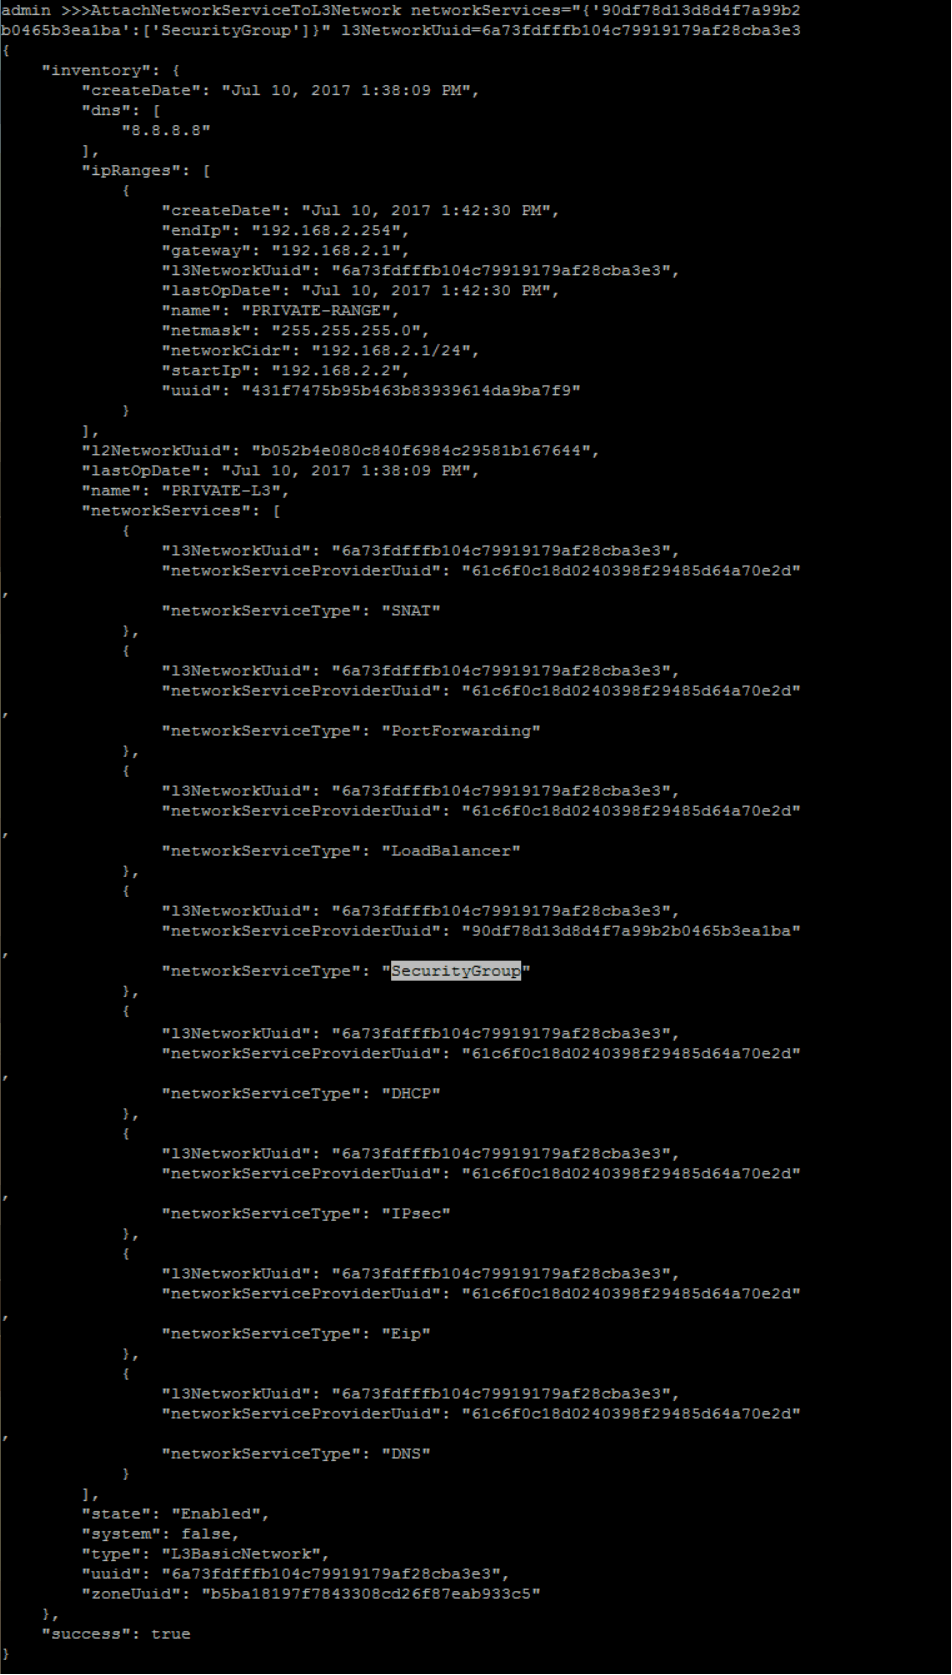 admin >>>AttachNetworkServiceToL3Network networkServices="{'90df78d13d8d4f7a99b2
b0465b3ea1ba':['SecurityGroup']}" l3NetworkUuid=6a73fdfffb104c79919179af28cba3e3
{
    "inventory": {
        "createDate": "Jul 10, 2017 1:38:09 PM",
        "dns": [
            "8.8.8.8"
        ],
        "ipRanges": [
            {
                "createDate": "Jul 10, 2017 1:42:30 PM",
                "endIp": "192.168.2.254",
                "gateway": "192.168.2.1",
                "l3NetworkUuid": "6a73fdfffb104c79919179af28cba3e3",
                "lastOpDate": "Jul 10, 2017 1:42:30 PM",
                "name": "PRIVATE-RANGE",
                "netmask": "255.255.255.0",
                "networkCidr": "192.168.2.1/24",
                "startIp": "192.168.2.2",
                "uuid": "431f7475b95b463b83939614da9ba7f9"
            }
        ],
        "l2NetworkUuid": "b052b4e080c840f6984c29581b167644",
        "lastOpDate": "Jul 10, 2017 1:38:09 PM",
        "name": "PRIVATE-L3",
        "networkServices": [
            {
                "l3NetworkUuid": "6a73fdfffb104c79919179af28cba3e3",
                "networkServiceProviderUuid": "61c6f0c18d0240398f29485d64a70e2d"
,
                "networkServiceType": "SNAT"
            },
            {
                "l3NetworkUuid": "6a73fdfffb104c79919179af28cba3e3",
                "networkServiceProviderUuid": "61c6f0c18d0240398f29485d64a70e2d"
,
                "networkServiceType": "PortForwarding"
            },
            {
                "l3NetworkUuid": "6a73fdfffb104c79919179af28cba3e3",
                "networkServiceProviderUuid": "61c6f0c18d0240398f29485d64a70e2d"
,
                "networkServiceType": "LoadBalancer"
            },
            {
                "l3NetworkUuid": "6a73fdfffb104c79919179af28cba3e3",
                "networkServiceProviderUuid": "90df78d13d8d4f7a99b2b0465b3ea1ba"
,
                "networkServiceType": "SecurityGroup"
            },
            {
                "l3NetworkUuid": "6a73fdfffb104c79919179af28cba3e3",
                "networkServiceProviderUuid": "61c6f0c18d0240398f29485d64a70e2d"
,
                "networkServiceType": "DHCP"
            },
            {
                "l3NetworkUuid": "6a73fdfffb104c79919179af28cba3e3",
                "networkServiceProviderUuid": "61c6f0c18d0240398f29485d64a70e2d"
,
                "networkServiceType": "IPsec"
            },
            {
                "l3NetworkUuid": "6a73fdfffb104c79919179af28cba3e3",
                "networkServiceProviderUuid": "61c6f0c18d0240398f29485d64a70e2d"
,
                "networkServiceType": "Eip"
            },
            {
                "l3NetworkUuid": "6a73fdfffb104c79919179af28cba3e3",
                "networkServiceProviderUuid": "61c6f0c18d0240398f29485d64a70e2d"
,
                "networkServiceType": "DNS"
            }
        ],
        "state": "Enabled",
        "system": false,
        "type": "L3BasicNetwork",
        "uuid": "6a73fdfffb104c79919179af28cba3e3",
        "zoneUuid": "b5ba18197f7843308cd26f87eab933c5"
    },
    "success": true
}